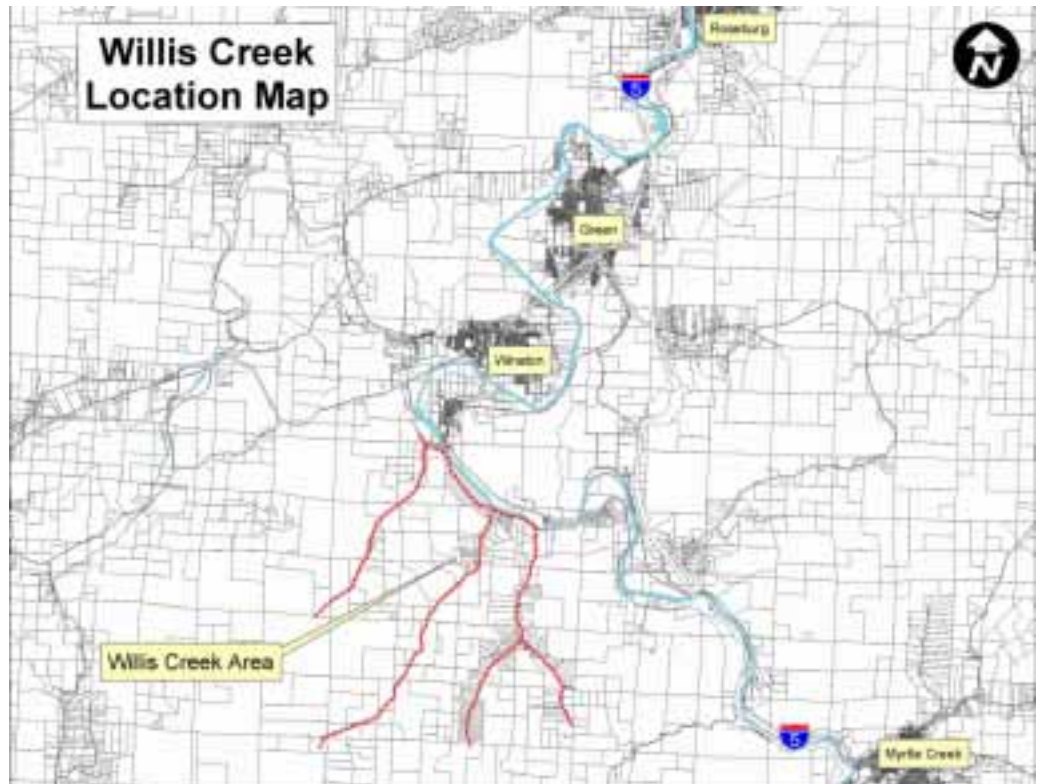 Willis Creek
Location Map
N
Roseburg
5
Green
Winston
Willis Creek Area
5
Myrtle Creek